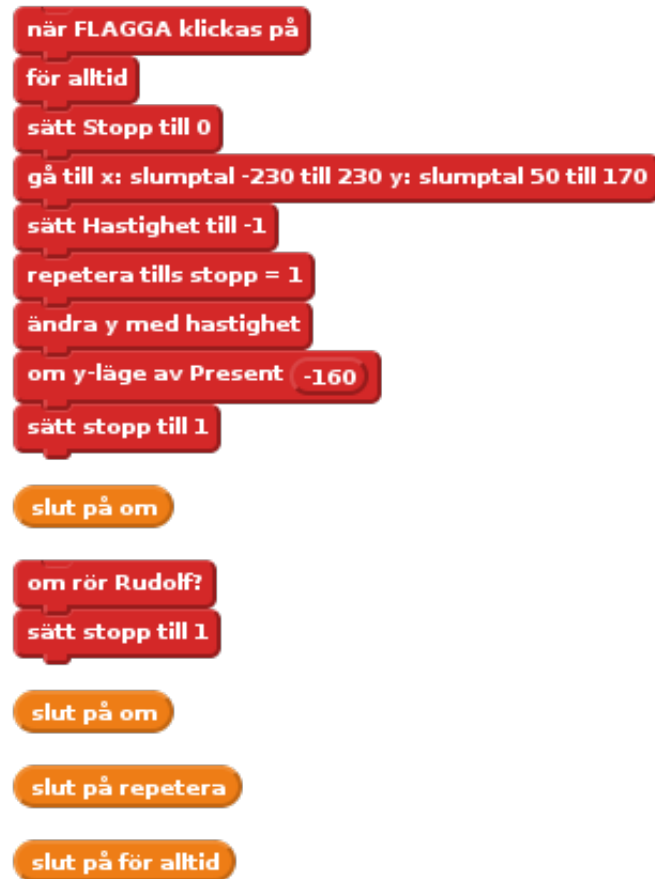 när FLAGGA klickas på
för alltid
sätt Stopp till 0
gå till x: slumptal -230 till 230 y: slumptal 50 till 170
sätt Hastighet till -1
repetera tills stopp = 1
ändra y med hastighet
om y-läge av Present -160
sätt stopp till 1
slut på om
om rör Rudolf?
sätt stopp till 1
slut på om
slut på repetera
slut på för alltid